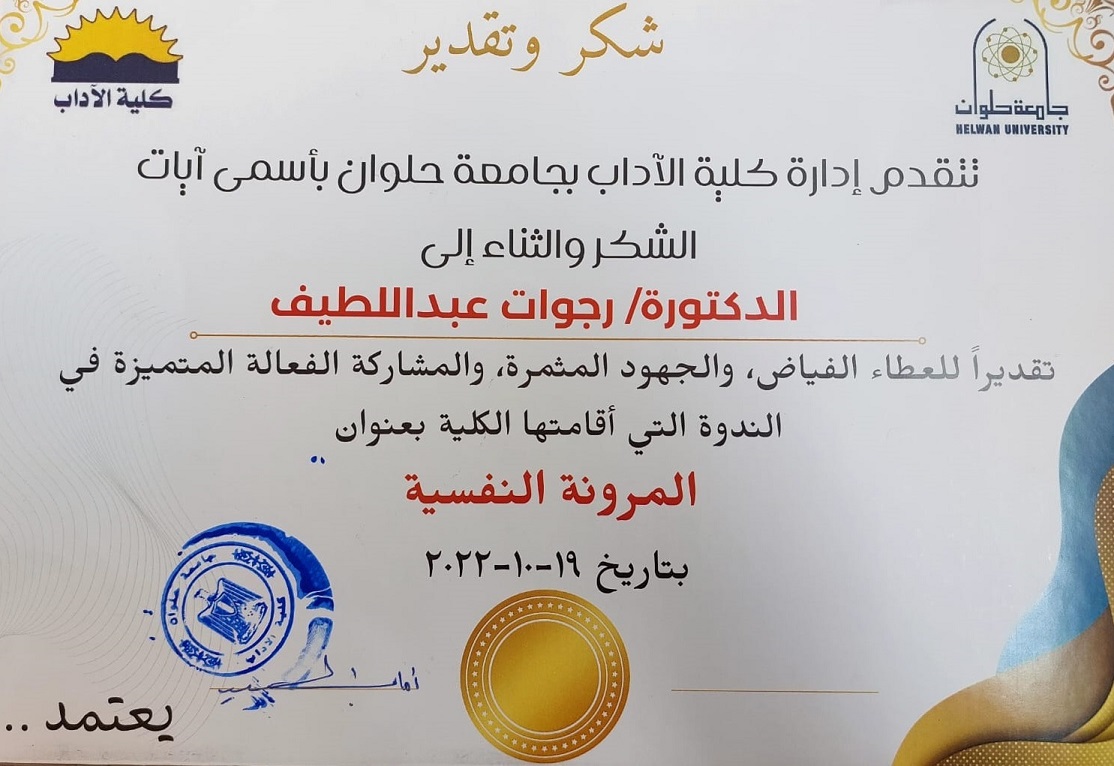 شكر وتقدير
كلية الآداب
جامعة حلوان
HELWAN UNIVERSITY
تتقدم إدارة كلية الآداب بجامعة حلوان بأسمى آيات
الشكر والثناء إلى
الدكتورة/ رجوات عبداللطيف
تقديراً للعطاء الفياض، والجهود المثمرة، والمشاركة الفعالة المتميزة في
الندوة التي أقامتها الكلية بعنوان
المرونة النفسية
بتاريخ ١٩-١٠-٢٠٢٢
جامعة حلوان
كلية الآداب
يعتمد ..